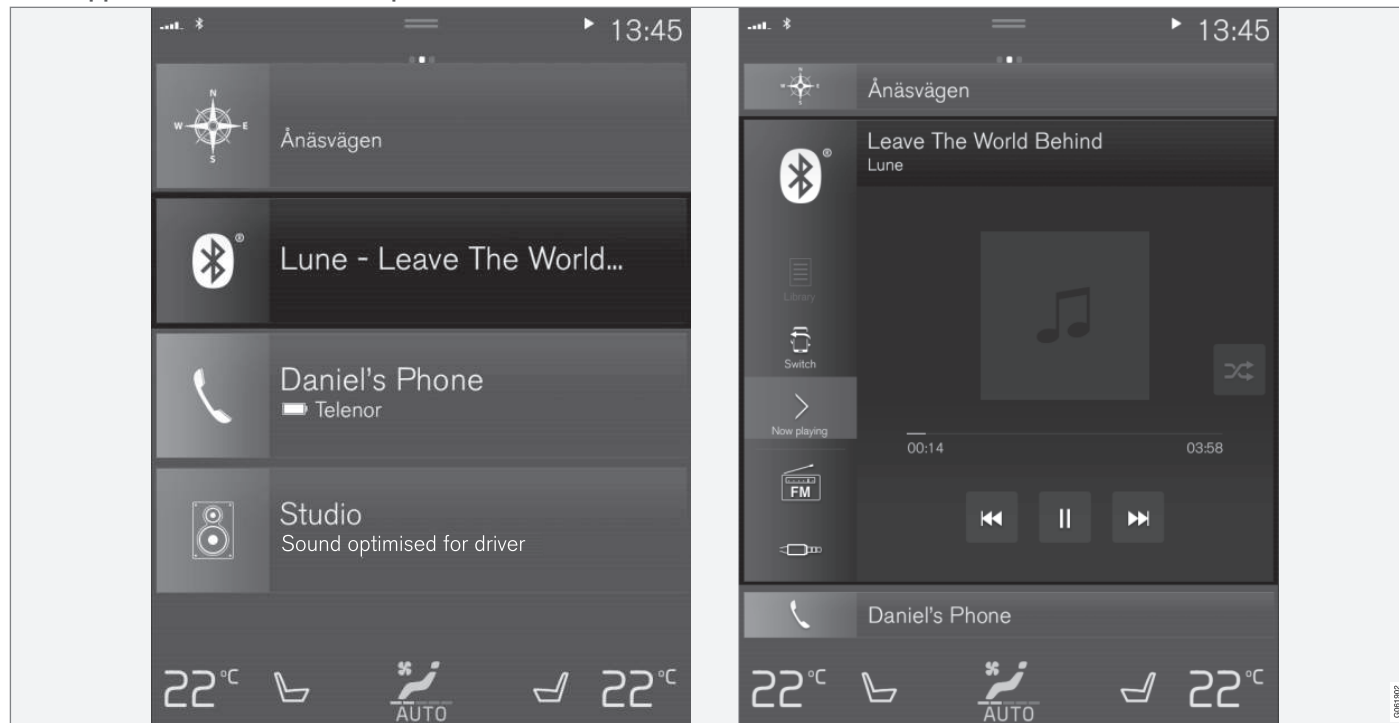 13:45
N
W E
S
Ånäsvägen
Lune - Leave The World...
Daniel's Phone
Telenor
Studio
Sound optimised for driver
22°C
AUTO
22°C
13:45
N
W E
S
Ånäsvägen
Leave The World Behind
Lune
Library
Switch
Now playing
00:14
03:58
FM
Daniel's Phone
22°C
AUTO
22°C